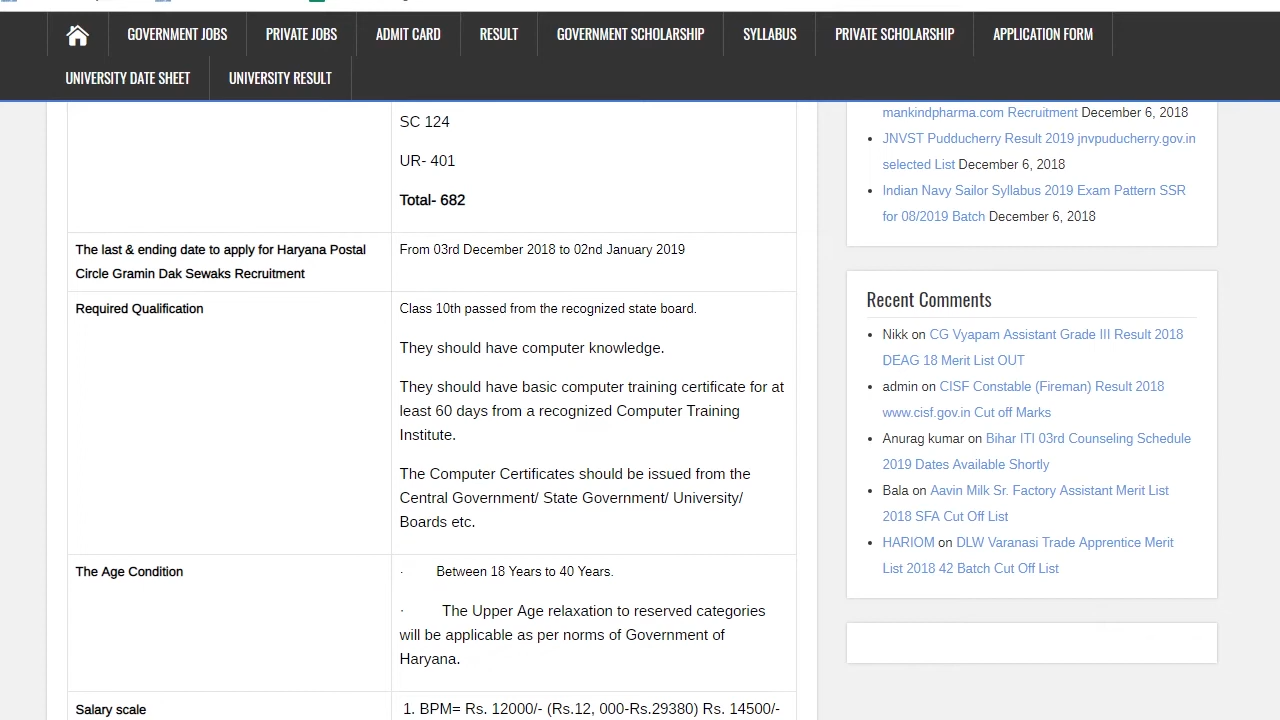 GOVERNMENT JOBS PRIVATE JOBS ADMIT CARD RESULT GOVERNMENT SCHOLARSHIP SYLLABUS PRIVATE SCHOLARSHIP APPLICATION FORM
UNIVERSITY DATE SHEET UNIVERSITY RESULT
SC 124
UR- 401
Total- 682
The last & ending date to apply for Haryana Postal
Circle Gramin Dak Sewaks Recruitment
From 03rd December 2018 to 02nd January 2019
Required Qualification
Class 10th passed from the recognized state board.
They should have computer knowledge.
They should have basic computer training certificate for at
least 60 days from a recognized Computer Training
Institute.
The Computer Certificates should be issued from the
Central Government/ State Government/ University/
Boards etc.
The Age Condition
· Between 18 Years to 40 Years.
· The Upper Age relaxation to reserved categories
will be applicable as per norms of Government of
Haryana.
Salary scale
1. BPM= Rs. 12000/- (Rs.12, 000-Rs.29380) Rs. 14500/-
mankindpharma.com Recruitment December 6, 2018
• JNVST Pudducherry Result 2019 jnvpuducherry.gov.in
selected List December 6, 2018
• Indian Navy Sailor Syllabus 2019 Exam Pattern SSR
for 08/2019 Batch December 6, 2018
Recent Comments
• Nikk on CG Vyapam Assistant Grade III Result 2018
DEAG 18 Merit List OUT
• admin on CISF Constable (Fireman) Result 2018
www.cisf.gov.in Cut off Marks
• Anurag kumar on Bihar ITI 03rd Counseling Schedule
2019 Dates Available Shortly
• Bala on Aavin Milk Sr. Factory Assistant Merit List
2018 SFA Cut Off List
• HARIOM on DLW Varanasi Trade Apprentice Merit
List 2018 42 Batch Cut Off List